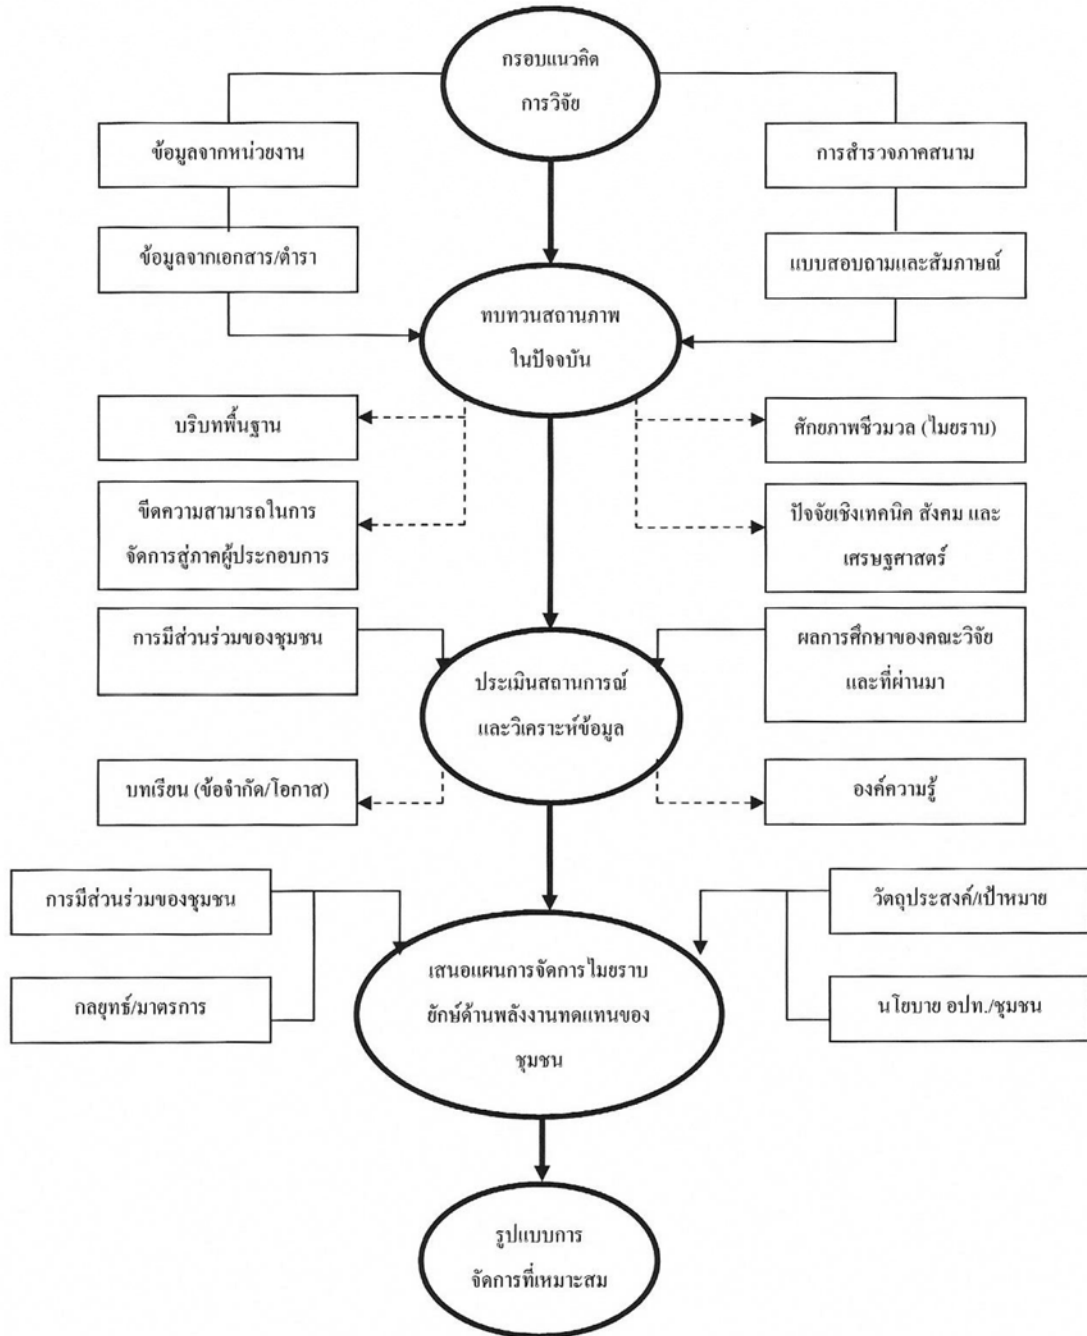 กรอบแนวคิด
การวิจัย
ข้อมูลจากหน่วยงาน
การสำรวจภาคสนาม
ข้อมูลจากเอกสาร/ตำรา
แบบสอบถามและสัมภาษณ์
ทบทวนสถานภาพ
ในปัจจบัน
บริบทพื้นฐาน
ศักยภาพชีวมวล (ไมยราบ)
ขีดความสามารถในการ
จัดการสู่ภาคผู้ประกอบการ
ปัจจัยเชิงเทคนิค สังคม และ
เศรษฐศาสตร์
การมีส่วนร่วมของชุมชน
ผลการศึกษาของคณะวิจัย
และที่ผ่านมา
ประเมินสถานการณ์
และวิเคราะห์ข้อมูล
บทเรียน (ข้อจำกัด/โอกาส)
องค์ความรู้
การมีส่วนร่วมของชุมชน
วัตถุประสงค์/เป้าหมาย
เสนอแผนการจัดการไมยราบ
ยักษ์ด้านพลังงานทดแทนของ
ชุมชน
กลยุทธ์/มาตรการ
นโยบาย อปท./ชุมชน
รูปแบบการ
จัดการที่เหมาะสม